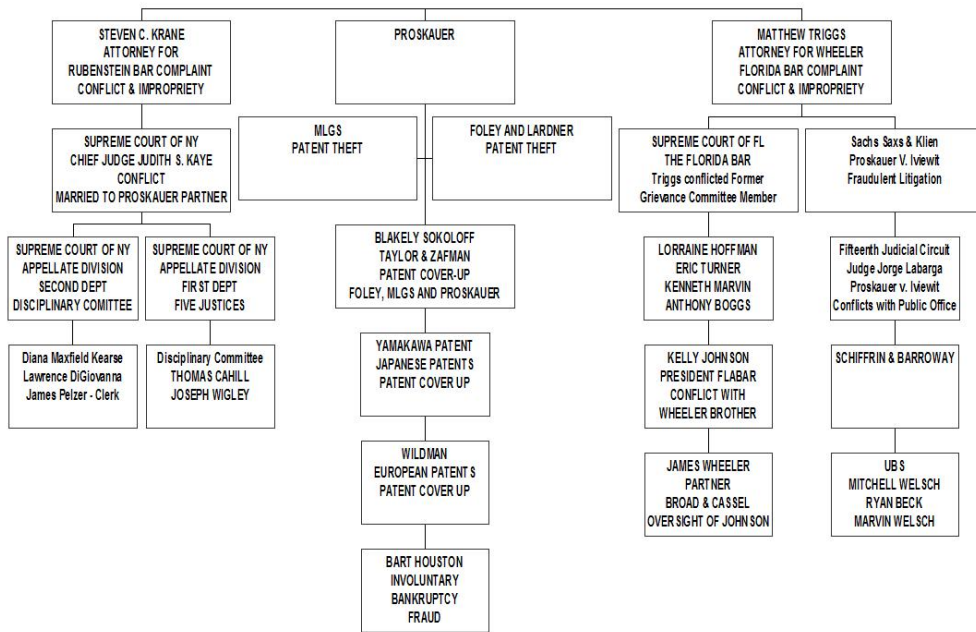 STEVEN C. KRANE
ATTORNEY FOR
RUBENSTEIN BAR COMPLAINT
CONFLICT & IMPROPRIETY
PROSKAUER
MATTHEW TRIGGS
ATTORNEY FOR WHEELER
FLORIDA BAR COMPLAINT
CONFLICT & IMPROPRIETY
SUPREME COURT OF NY
CHIEF JUDGE JUDITH S. KAYE
CONFLICT
MARRIED TO PROSKAUER PARTNER
MLGS
PATENT THEFT
FOLEY AND LARDNER
PATENT THEFT
SUPREME COURT OF FL
THE FLORIDA BAR
Triggs conflicted Former
Grievance Committee Member
Sachs Saxs & Klien
Proskauer V. Iviewit
Fraudulent Litigation
SUPREME COURT OF NY
APPELLATE DIVISION
SECOND DEPT
DISCIPLINARY COMITTEE
SUPREME COURT OF NY
APPELLATE DIVISION
FIRST DEPT
FIVE JUSTICES
BLAKELY SOKOLOFF
TAYLOR & ZAFMAN
PATENT COVER-UP
FOLEY, MLGS AND PROSKAUER
LORRAINE HOFFMAN
ERIC TURNER
KENNETH MARVIN
ANTHONY BOGGS
Fifteenth Judicial Circuit
Judge Jorge Labarga
Proskauer v. Iviewit
Conflicts with Public Office
Diana Maxfield Kearse
Lawrence DiGiovanna
James Pelzer - Clerk
Disciplinary Committee
THOMAS CAHILL
JOSEPH WIGLEY
YAMAKAWA PATENT
JAPANESE PATENTS
PATENT COVER UP
KELLY JOHNSON
PRESIDENT FLABAR
CONFLICT WITH
WHEELER BROTHER
SCHIFFRIN & BARROWAY
WILDMAN
EUROPEAN PATENTS
PATENT COVER UP
JAMES WHEELER
PARTNER
BROAD & CASSEL
OVERSIGHT OF JOHNSON
UBS
MITCHELL WELSCH
RYAN BECK
MARVIN WELSCH
BART HOUSTON
INVOLUNTARY
BANKRUPTCY
FRAUD